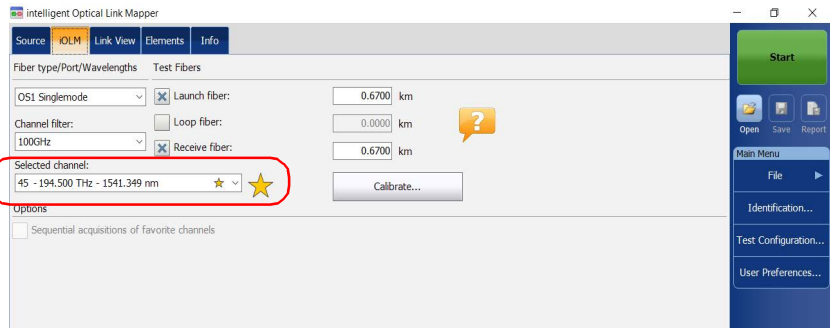 intelligent Optical Link Mapper
Source iOLM Link View Elements Info
Fiber type/Port/Wavelengths Test Fibers
OS1 Singlemode
Launch fiber: 0.6700 km
Channel filter:
Loop fiber: 0.0000 km
100GHz
Receive fiber: 0.6700 km
Selected channel:
45 - 194.500 THz - 1541.349 nm
Calibrate...
Options
Sequential acquisitions of favorite channels
Start
Open Save Report
Main Menu
File
Identification...
Test Configuration...
User Preferences...